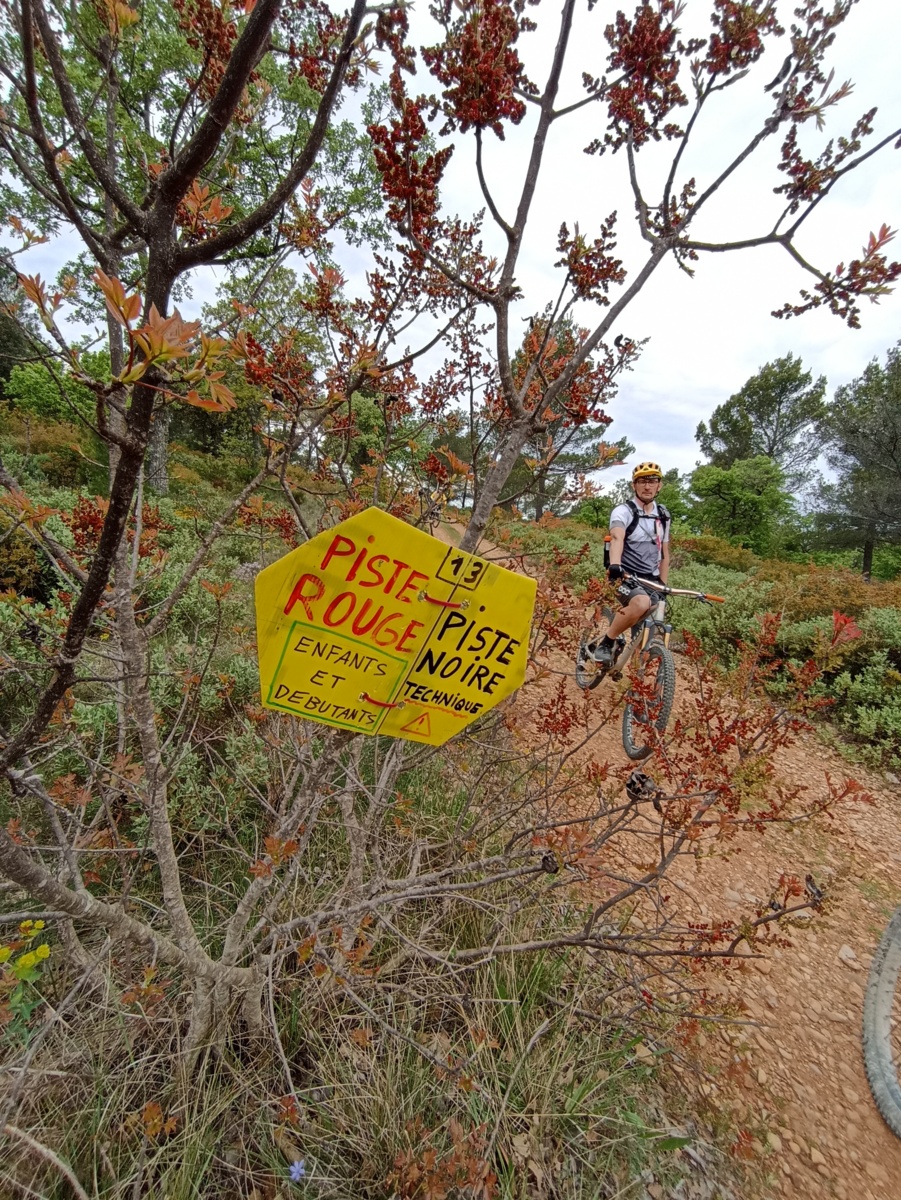 PISTE
ROUGE
ENFANTS
ET
DEBUTANTS
13
PISTE
NOIRE
TECHNIQUE
!